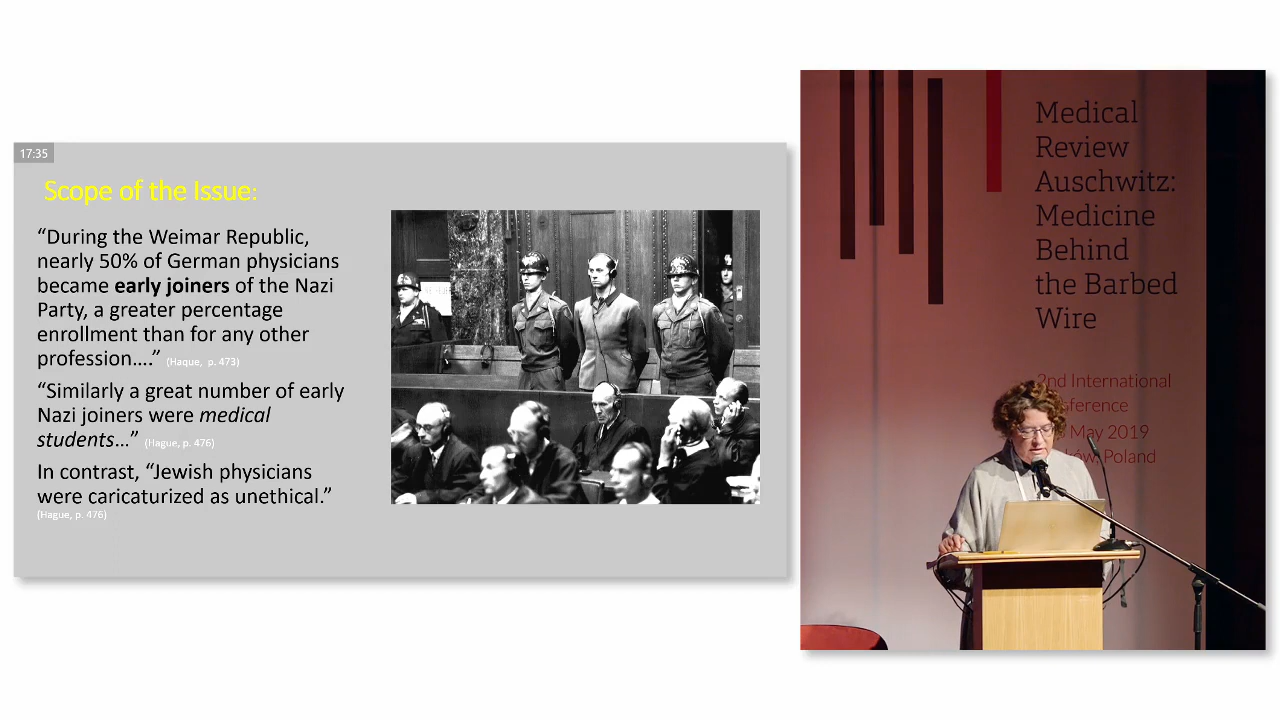 17:35
Scope of the Issue:
“During the Weimar Republic,
nearly 50% of German physicians
became early joiners of the Nazi
Party, a greater percentage
enrollment than for any other
profession….” (Haque, p. 473)
“Similarly a great number of early
Nazi joiners were medical
students…” (Hague, p. 476)
In contrast, “Jewish physicians
were caricaturized as unethical.”
(Hague, p. 476)
Medical
Review
Auschwitz:
Medicine
Behind
the Barbed
Wire
2nd International
May 2019
Poland